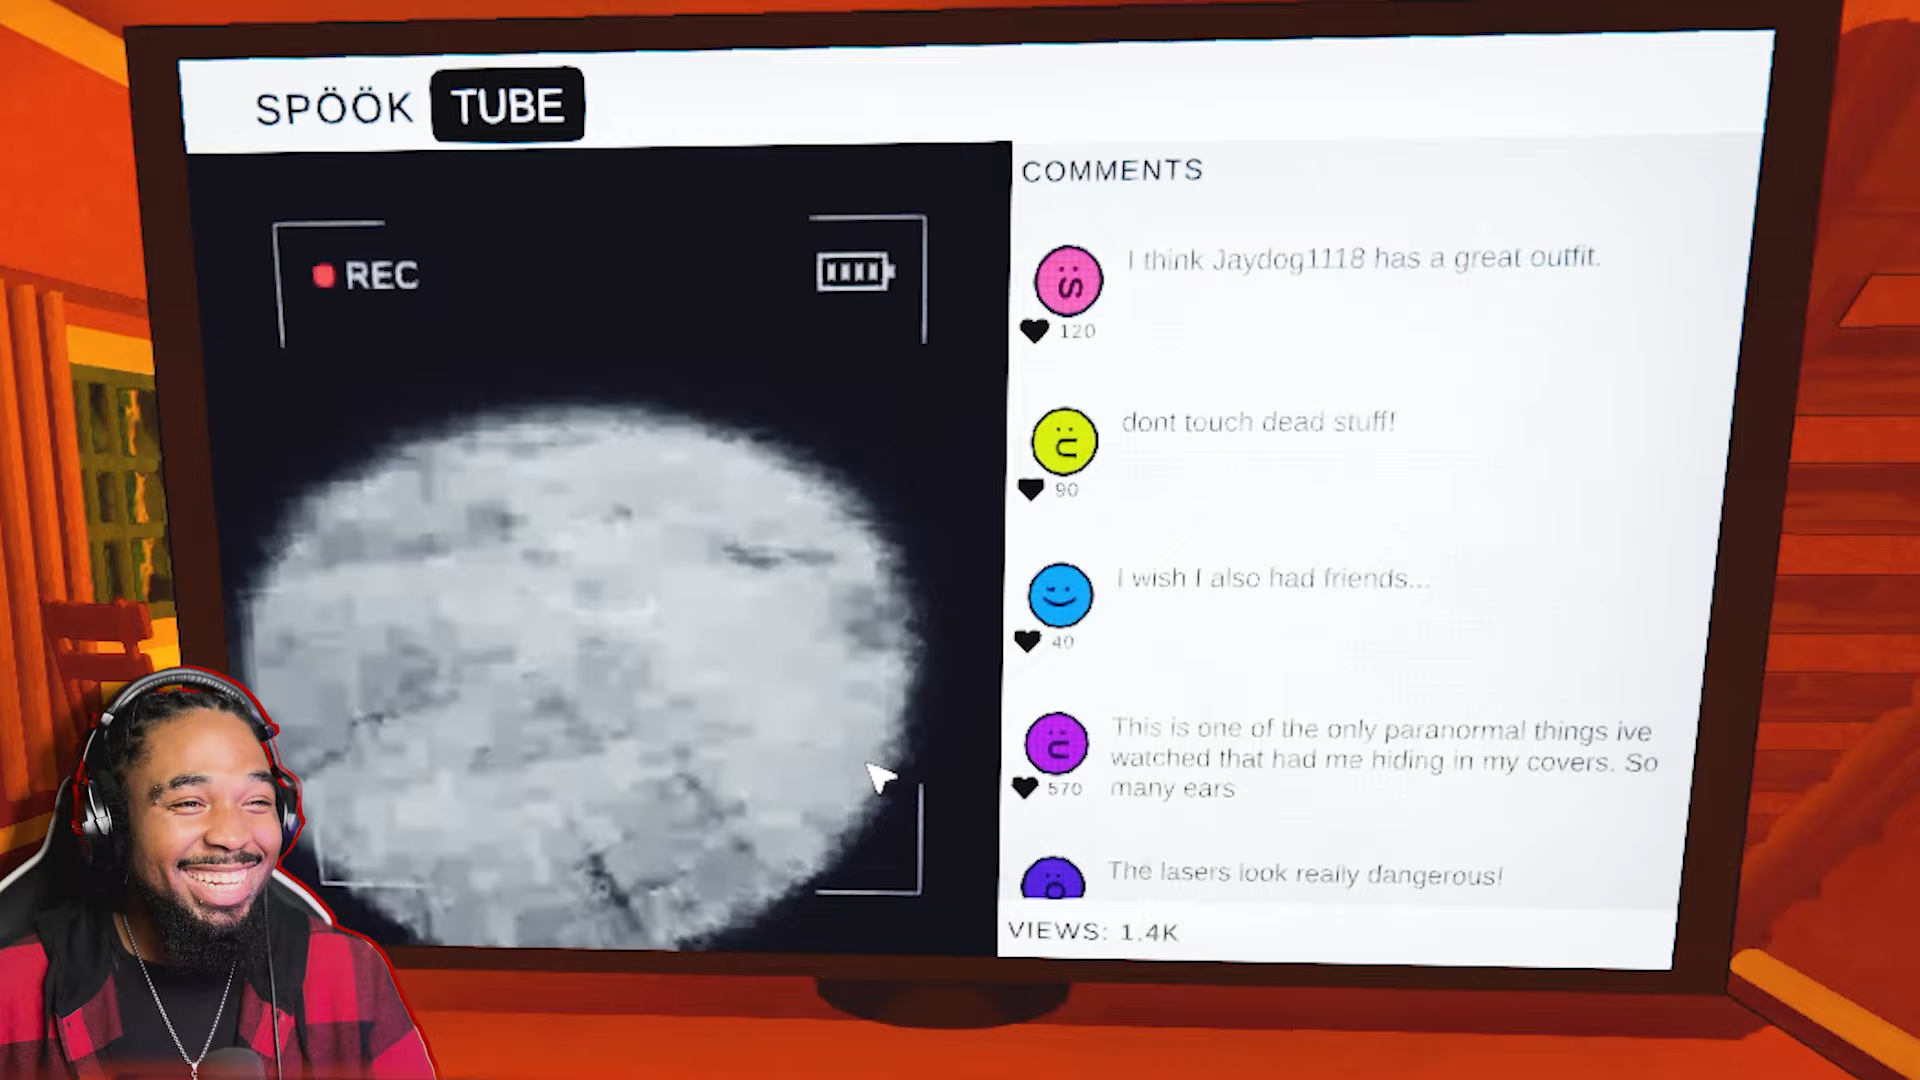 SPÖÖK TUBE
REC
COMMENTS
I think Jaydog1118 has a great outfit.
120
dont touch dead stuff!
90
I wish I also had friends...
40
This is one of the only paranormal things ive
watched that had me hiding in my covers. So
many ears
570
The lasers look really dangerous!
VIEWS: 1.4K